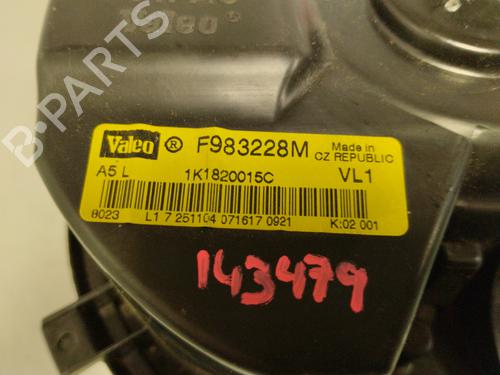 B-PARTS
Valeo ®
Valeo ® F983228M Made in
CZ REPUBLIC
A5 L 1K1820015C VL1
8023 L1 7 251104 071617 0921 K:02 001
143479